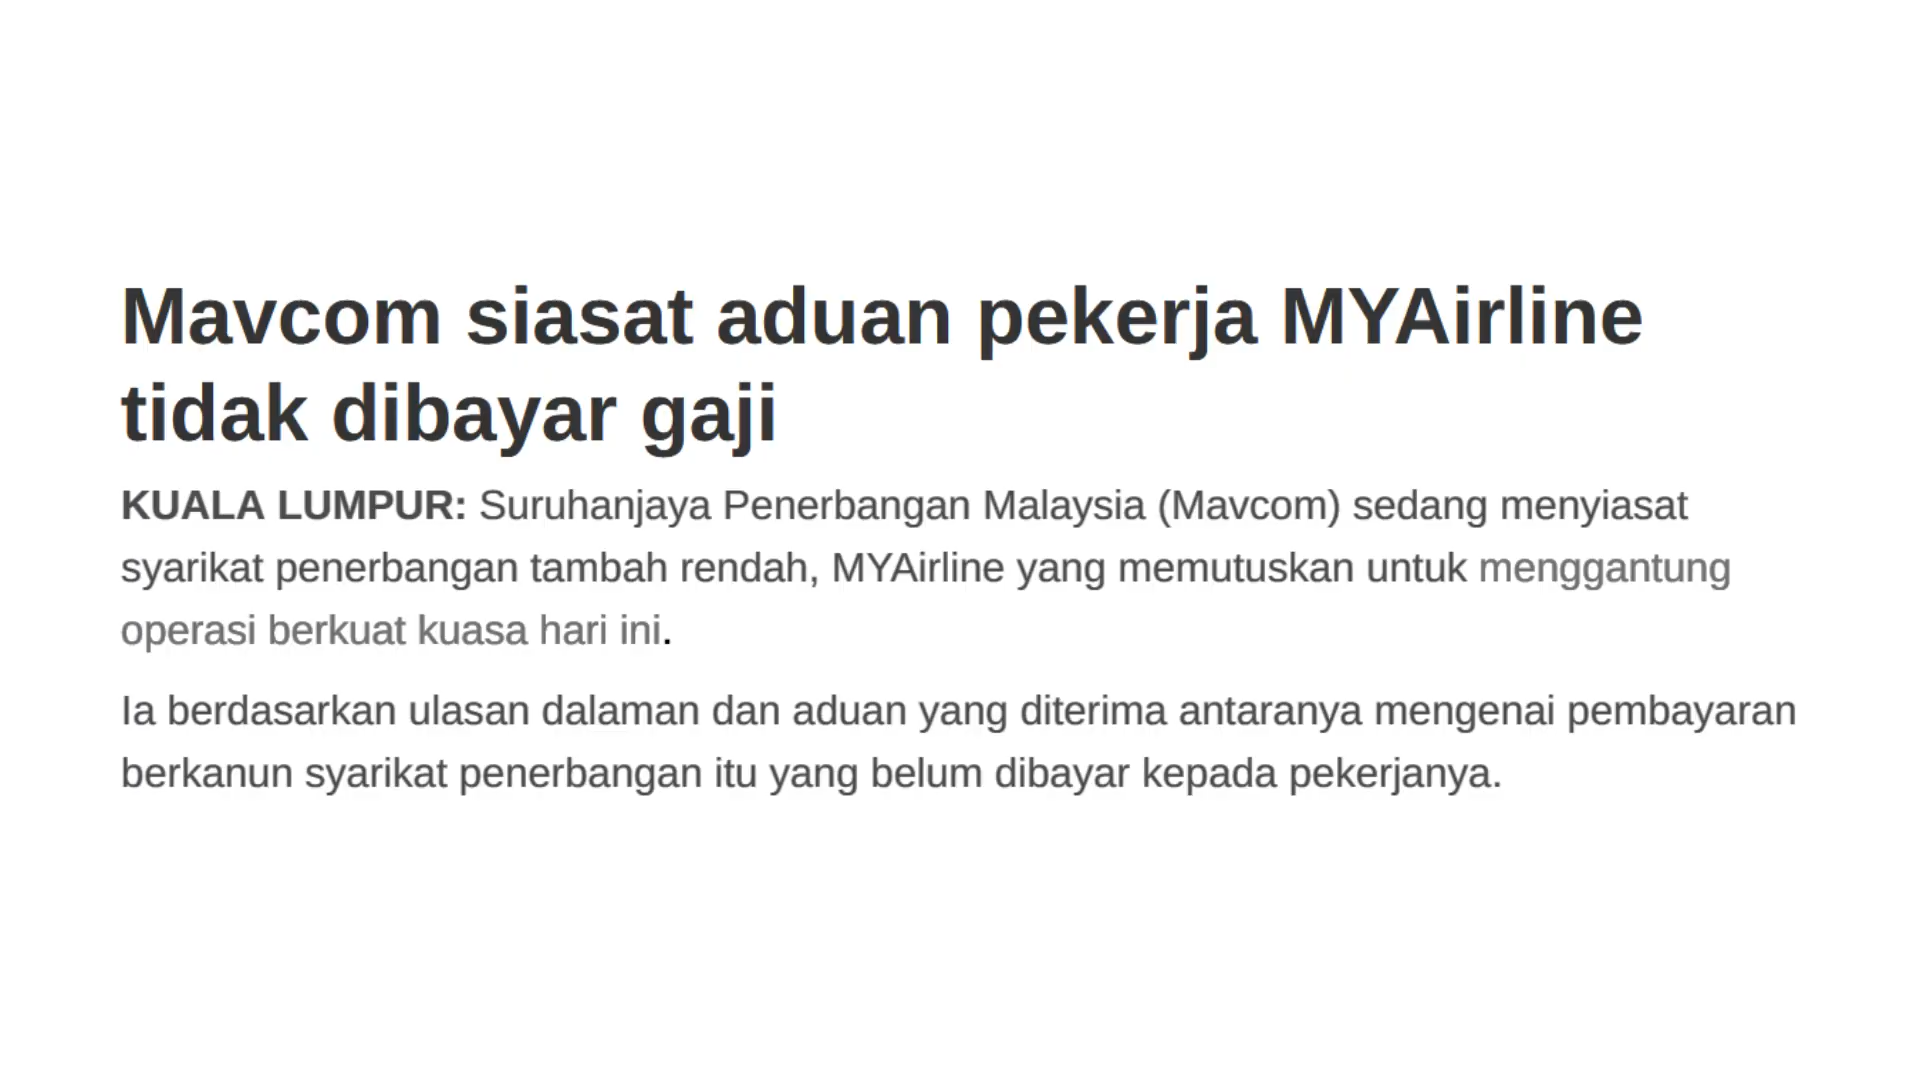 Mavcom siasat aduan pekerja MYAirline
tidak dibayar gaji
KUALA LUMPUR: Suruhanjaya Penerbangan Malaysia (Mavcom) sedang menyiasat
syarikat penerbangan tambah rendah, MYAirline yang memutuskan untuk menggantung
operasi berkuat kuasa hari ini.
Ia berdasarkan ulasan dalaman dan aduan yang diterima antaranya mengenai pembayaran
berkanun syarikat penerbangan itu yang belum dibayar kepada pekerjanya.